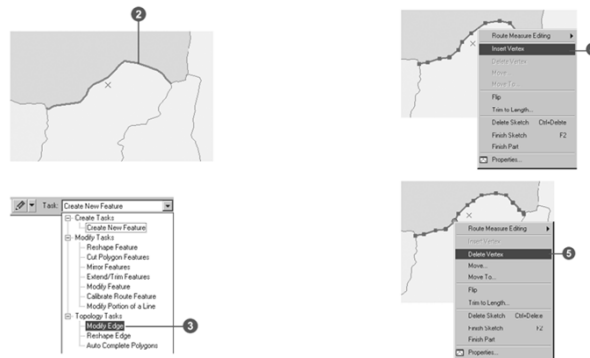 2
Task: Create New Feature
Create Tasks
Create New Feature
Modify Tasks
Reshape Feature
Cut Polygon Features
Mirror Features
Extend/Trim Features
Modify Feature
Calibrate Route Feature
Modify Portion of a Line
Topology Tasks
Modify Edge
3
Reshape Edge
Auto Complete Polygons
Route Measure Editing
Insert Vertex
Delete Vertex
Move...
Move To...
Flip
Trim to Length...
Delete Sketch Ctrl+Delete
Finish Sketch F2
Finish Part
Properties...
Route Measure Editing
Insert Vertex
Delete Vertex
5
Move...
Move To...
Flip
Trim to Length...
Delete Sketch Ctrl+Delete
Finish Sketch F2
Finish Part
Properties...